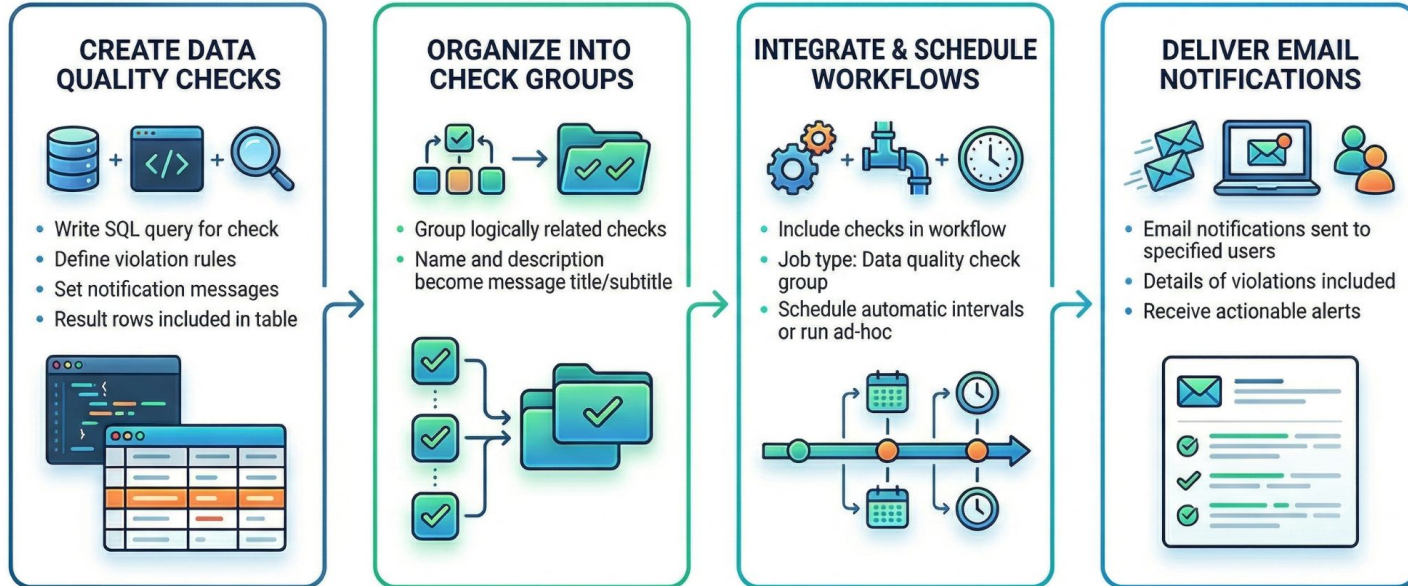 CREATE DATA
QUALITY CHECKS
</>
• Write SQL query for check
• Define violation rules
• Set notification messages
• Result rows included in table
ORGANIZE INTO
CHECK GROUPS
• Group logically related checks
• Name and description
become message title/subtitle
INTEGRATE & SCHEDULE
WORKFLOWS
• Include checks in workflow
• Job type: Data quality check
group
• Schedule automatic intervals
or run ad-hoc
DELIVER EMAIL
NOTIFICATIONS
• Email notifications sent to
specified users
• Details of violations included
• Receive actionable alerts